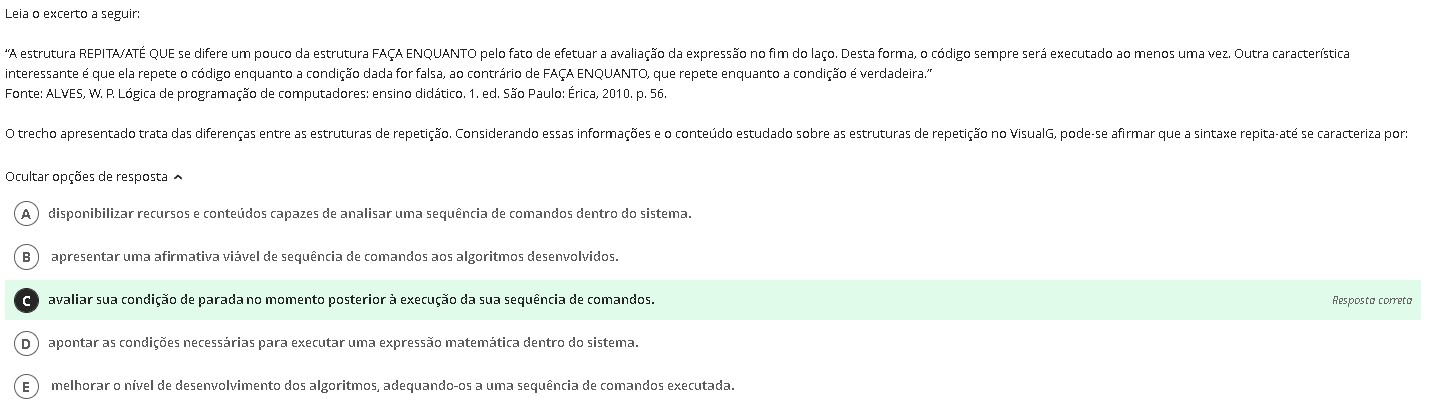 Leia o excerto a seguir:
“A estrutura REPITA/ATÉ QUE se difere um pouco da estrutura FAÇA ENQUANTO pelo fato de efetuar a avaliação da expressão no fim do laço. Desta forma, o código sempre será executado ao menos uma vez. Outra característica
interessante é que ela repete o código enquanto a condição dada for falsa, ao contrário de FAÇA ENQUANTO, que repete enquanto a condição é verdadeira.”
Fonte: ALVES, W. P. Lógica de programação de computadores: ensino didático. 1. ed. São Paulo: Érica, 2010. p. 56.
O trecho apresentado trata das diferenças entre as estruturas de repetição. Considerando essas informações e o conteúdo estudado sobre as estruturas de repetição no VisualG, pode-se afirmar que a sintaxe repita-até se caracteriza por:
Ocultar opções de resposta
A disponibilizar recursos e conteúdos capazes de analisar uma sequência de comandos dentro do sistema.
B apresentar uma afirmativa viável de sequência de comandos aos algoritmos desenvolvidos.
C avaliar sua condição de parada no momento posterior à execução da sua sequência de comandos. Resposta correta
D apontar as condições necessárias para executar uma expressão matemática dentro do sistema.
E melhorar o nível de desenvolvimento dos algoritmos, adequando-os a uma sequência de comandos executada.